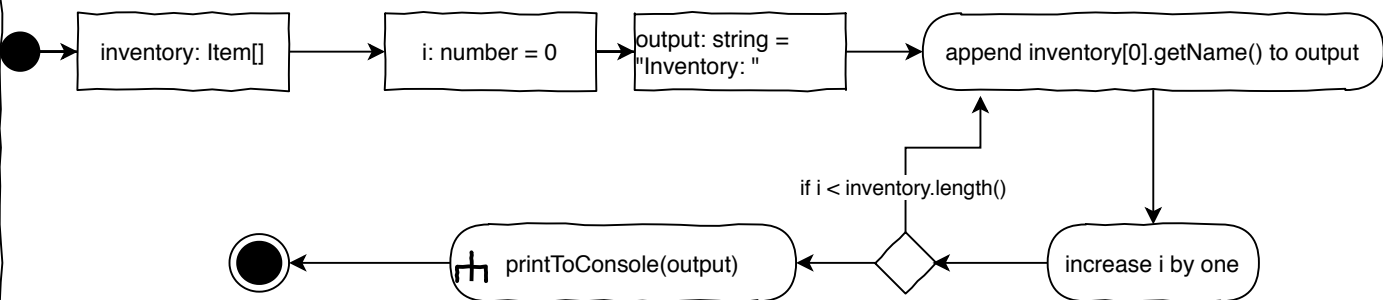 inventory: Item[]
i: number = 0
output: string =
"Inventory: "
append inventory[0].getName() to output
if i < inventory.length()
printToConsole(output)
increase i by one